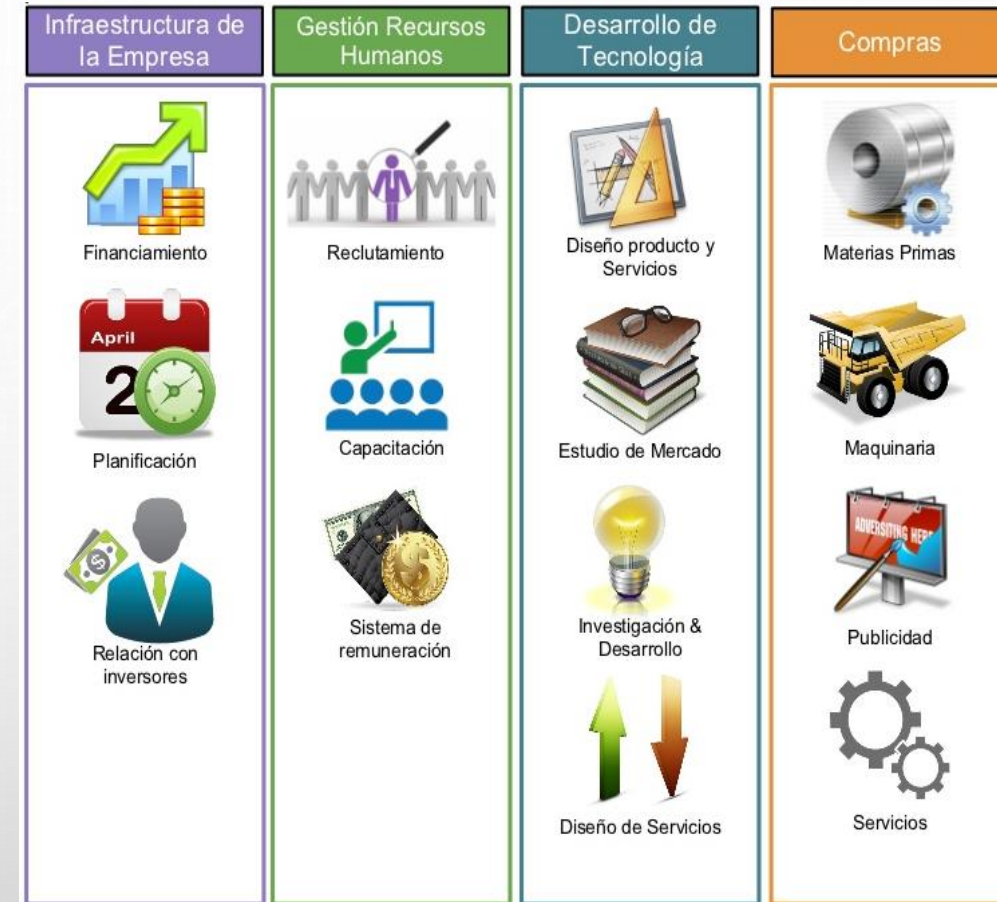 Infraestructura de
la Empresa
Financiamiento
April
2
Planificación
Relación con
inversores
Gestión Recursos
Humanos
Reclutamiento
Capacitación
Sistema de
remuneración
Desarrollo de
Tecnología
Diseño producto y
Servicios
Estudio de Mercado
Investigación &
Desarrollo
Diseño de Servicios
Compras
Materias Primas
Maquinaria
ADVERSITING HER
Publicidad
Servicios